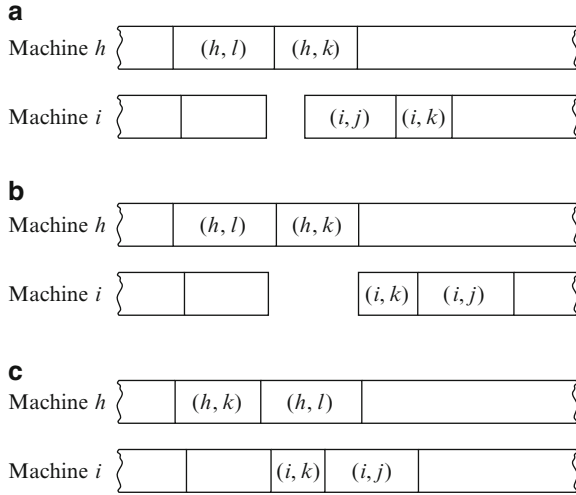 a
Machine h (h, l) (h, k)
Machine i (i, j) (i, k)
b
Machine h (h, l) (h, k)
Machine i (i, k) (i, j)
c
Machine h (h, k) (h, l)
Machine i (i, k) (i, j)